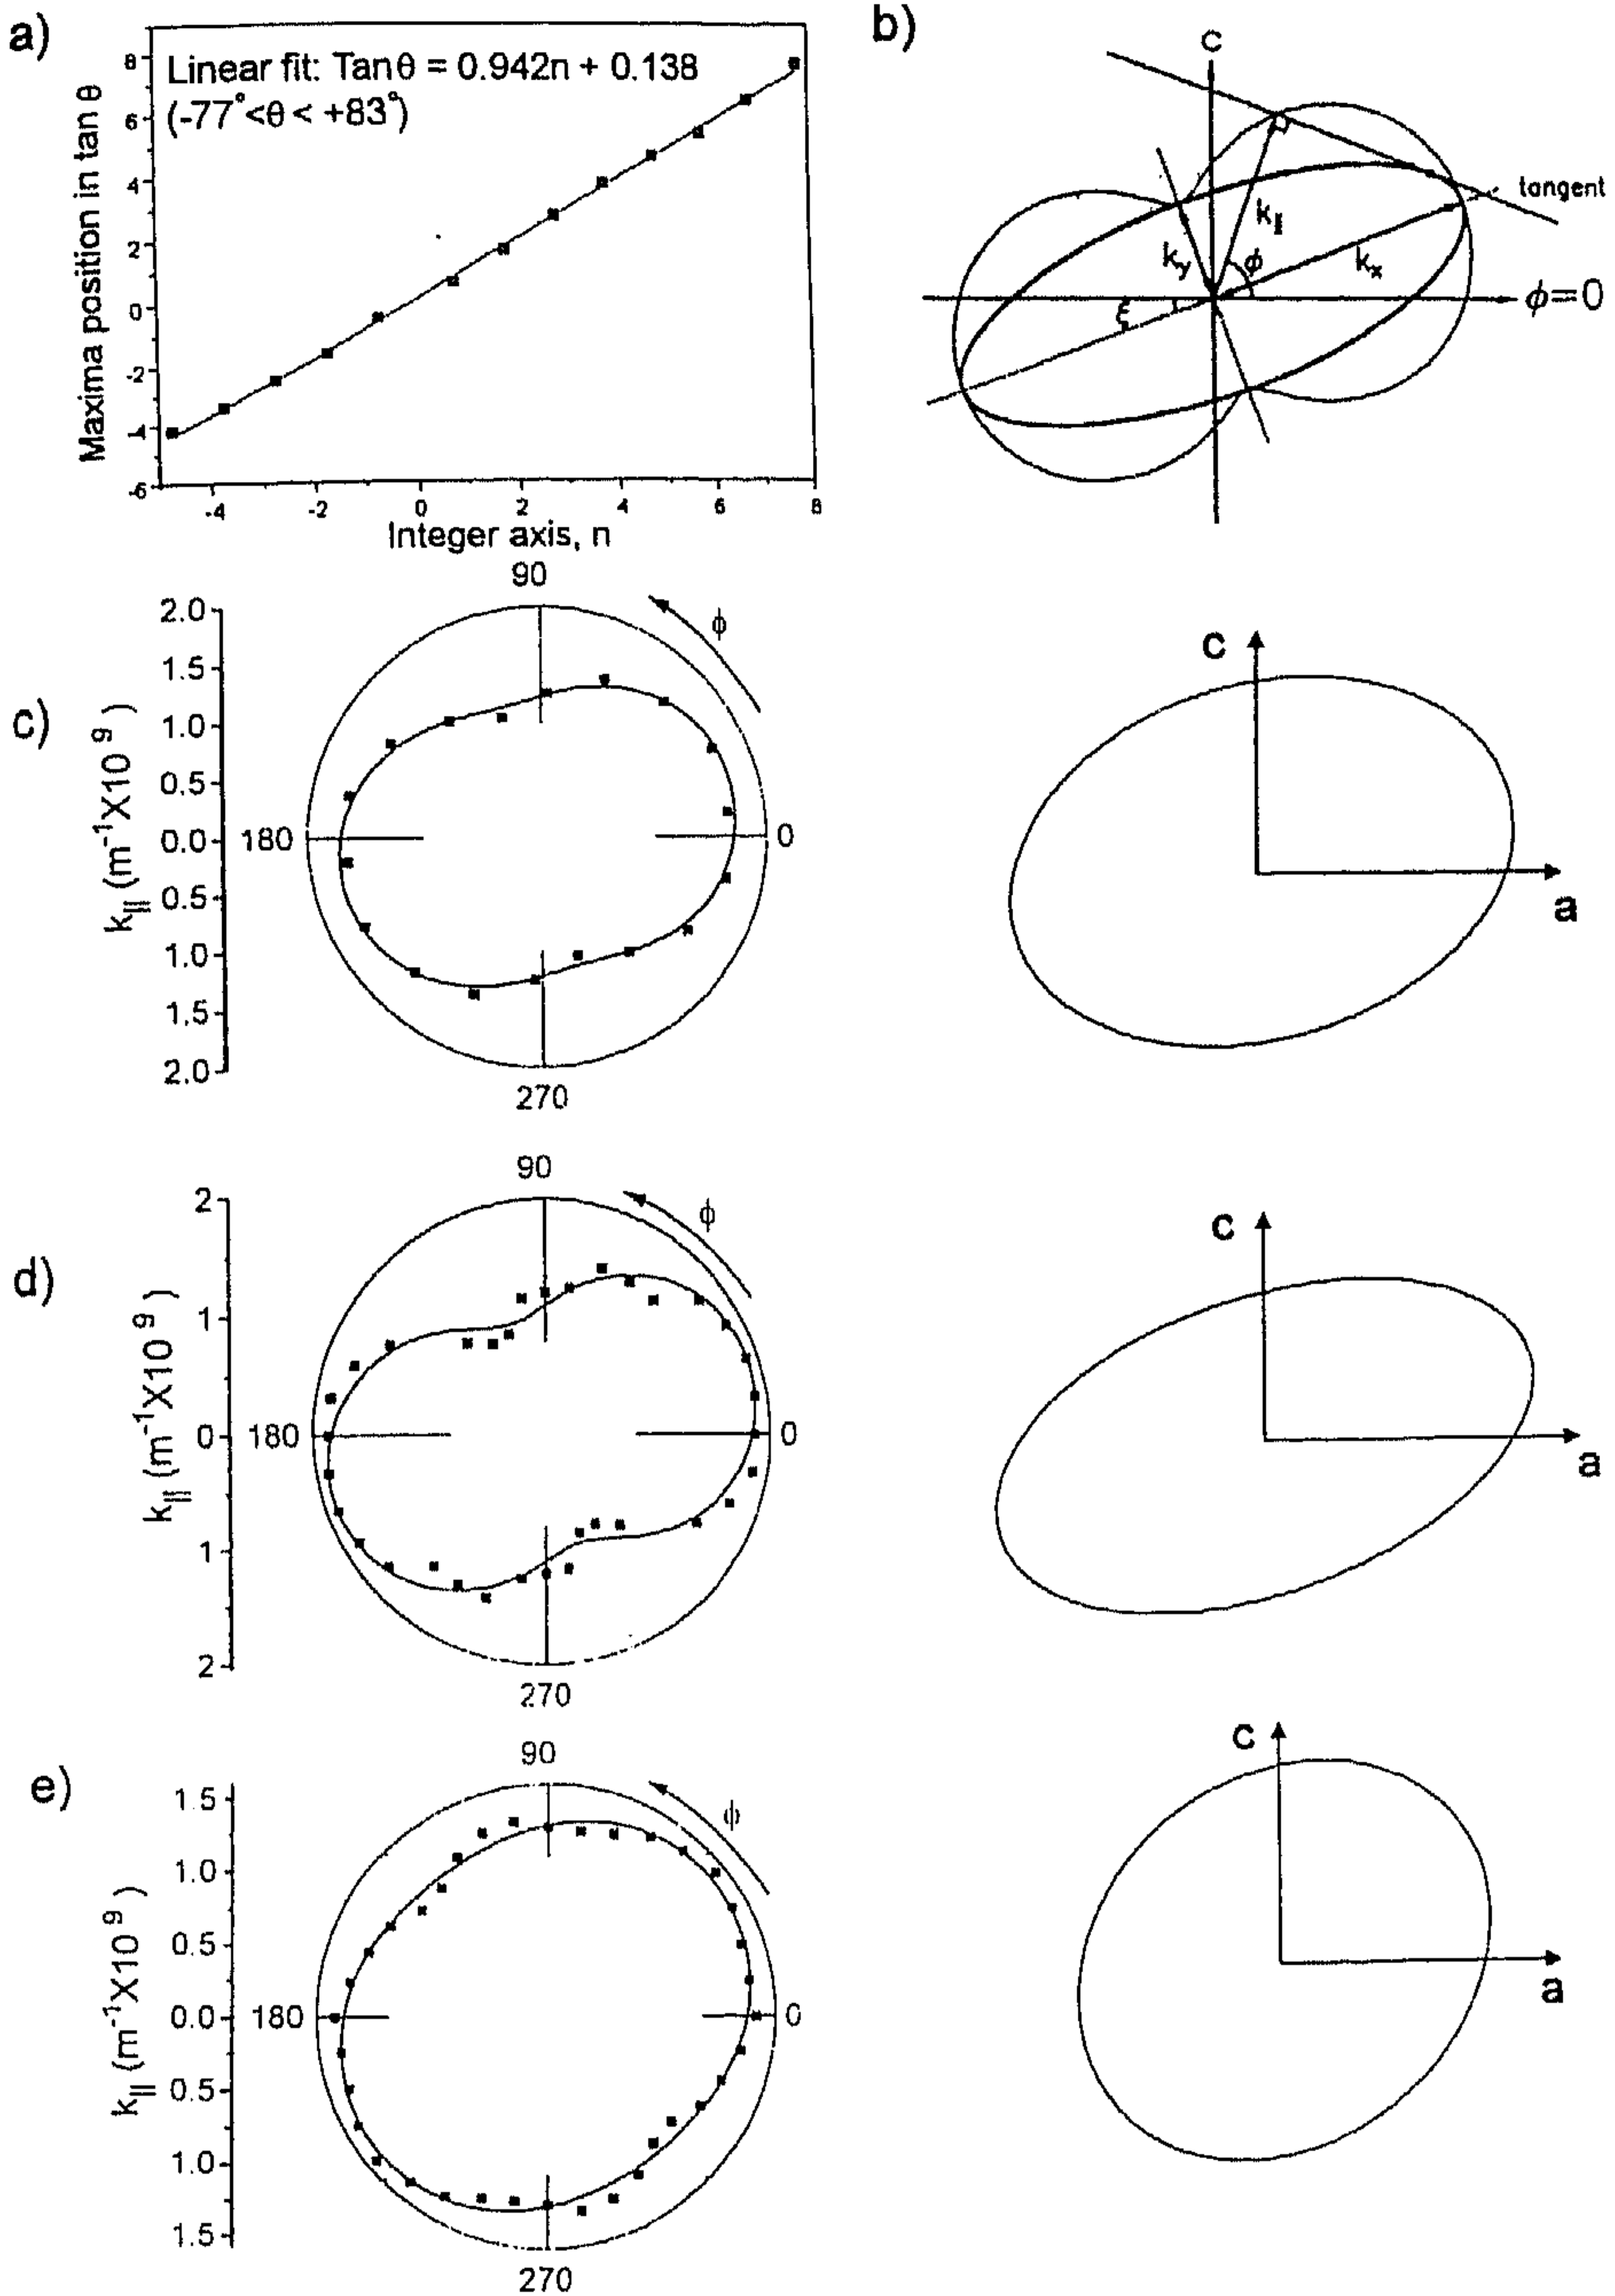 a)
Linear fit: Tanθ = 0.942n + 0.138
(-77°<θ < +83°)
Maxima position in tan θ
8
6
4
2
0
-2
-4
-6
-4
-2
0
2
4
6
8
Integer axis, n
b)
c
tangent
k∥
ky
ϕ
kx
ϕ=0
ξ
c)
90
ϕ
2.0
1.5
1.0
0.5
0.0
0.5
1.0
1.5
2.0
k∥ (m⁻¹X10⁹)
180
0
270
c
a
d)
90
ϕ
2
1
0
1
2
k∥ (m⁻¹X10⁹)
180
0
270
c
a
e)
90
ϕ
1.5
1.0
0.5
0.0
0.5
1.0
1.5
k∥ (m⁻¹X10⁹)
180
0
270
c
a